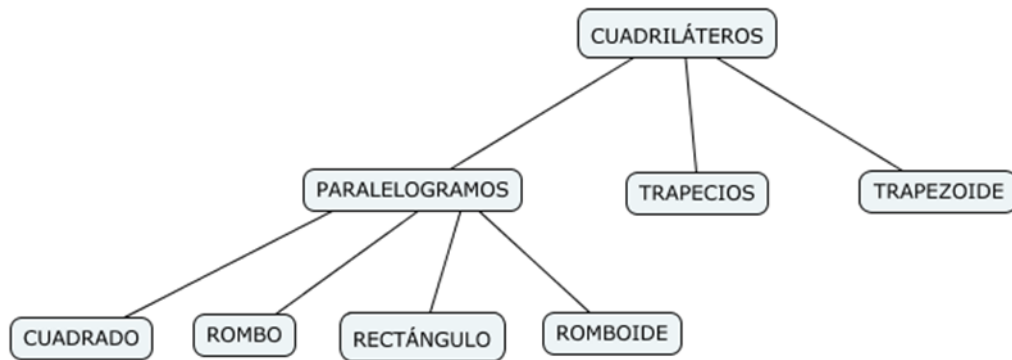 CUADRILÁTEROS
PARALELOGRAMOS
TRAPECIOS
TRAPEZOIDE
CUADRADO
ROMBO
RECTÁNGULO
ROMBOIDE